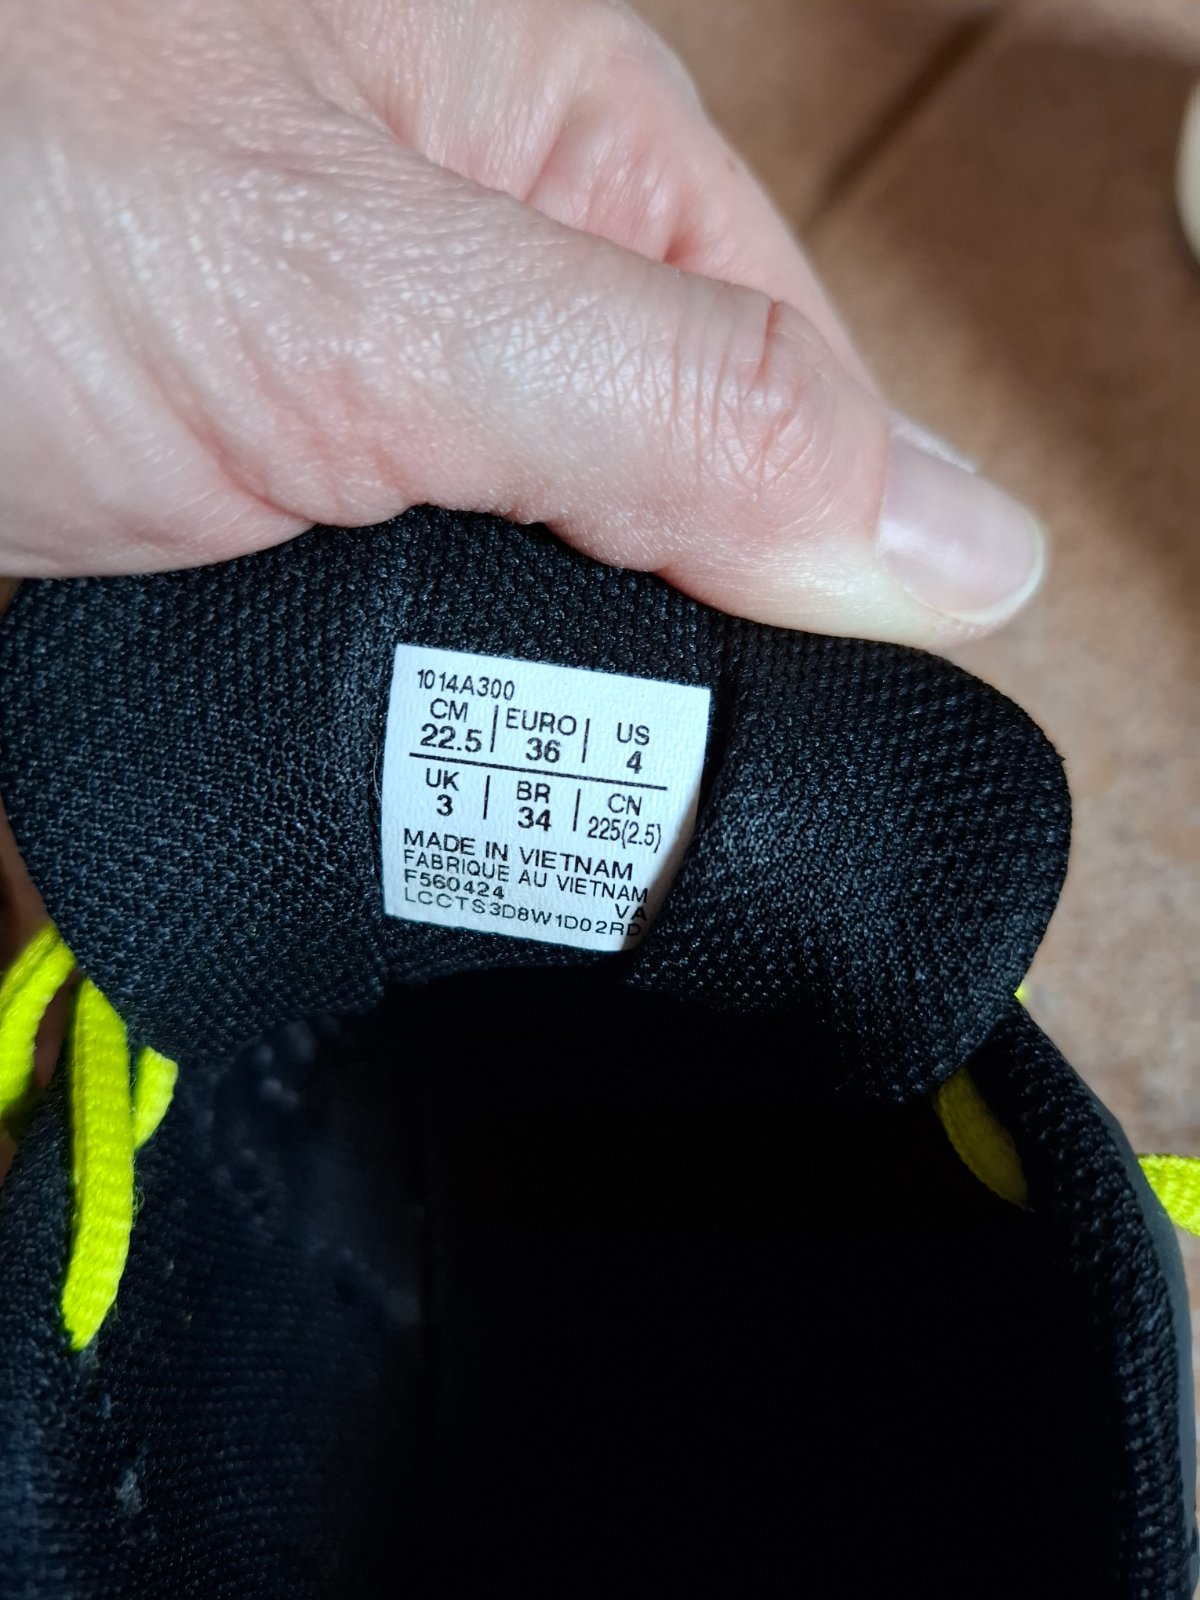 1014A300
CM | EURO | US
22.5 | 36 | 4
UK | BR | CN
3 | 34 | 225(2.5)
MADE IN VIETNAM
FABRIQUE AU VIETNAM
F560424 VA
LCCTS3D8W1D02RD